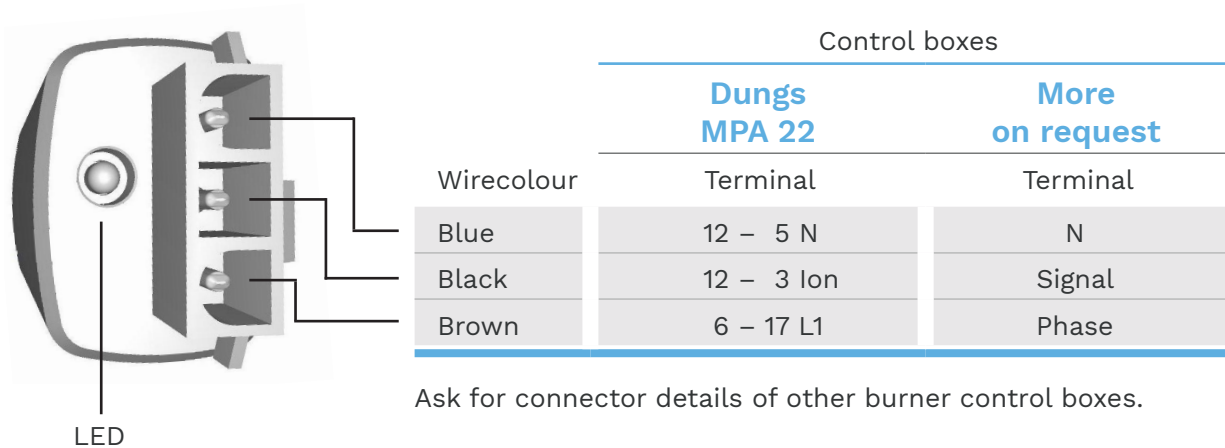 Control boxes
Dungs More
MPA 22 on request
Wirecolour Terminal Terminal
Blue 12 – 5 N N
Black 12 – 3 Ion Signal
Brown 6 – 17 L1 Phase
Ask for connector details of other burner control boxes.
LED